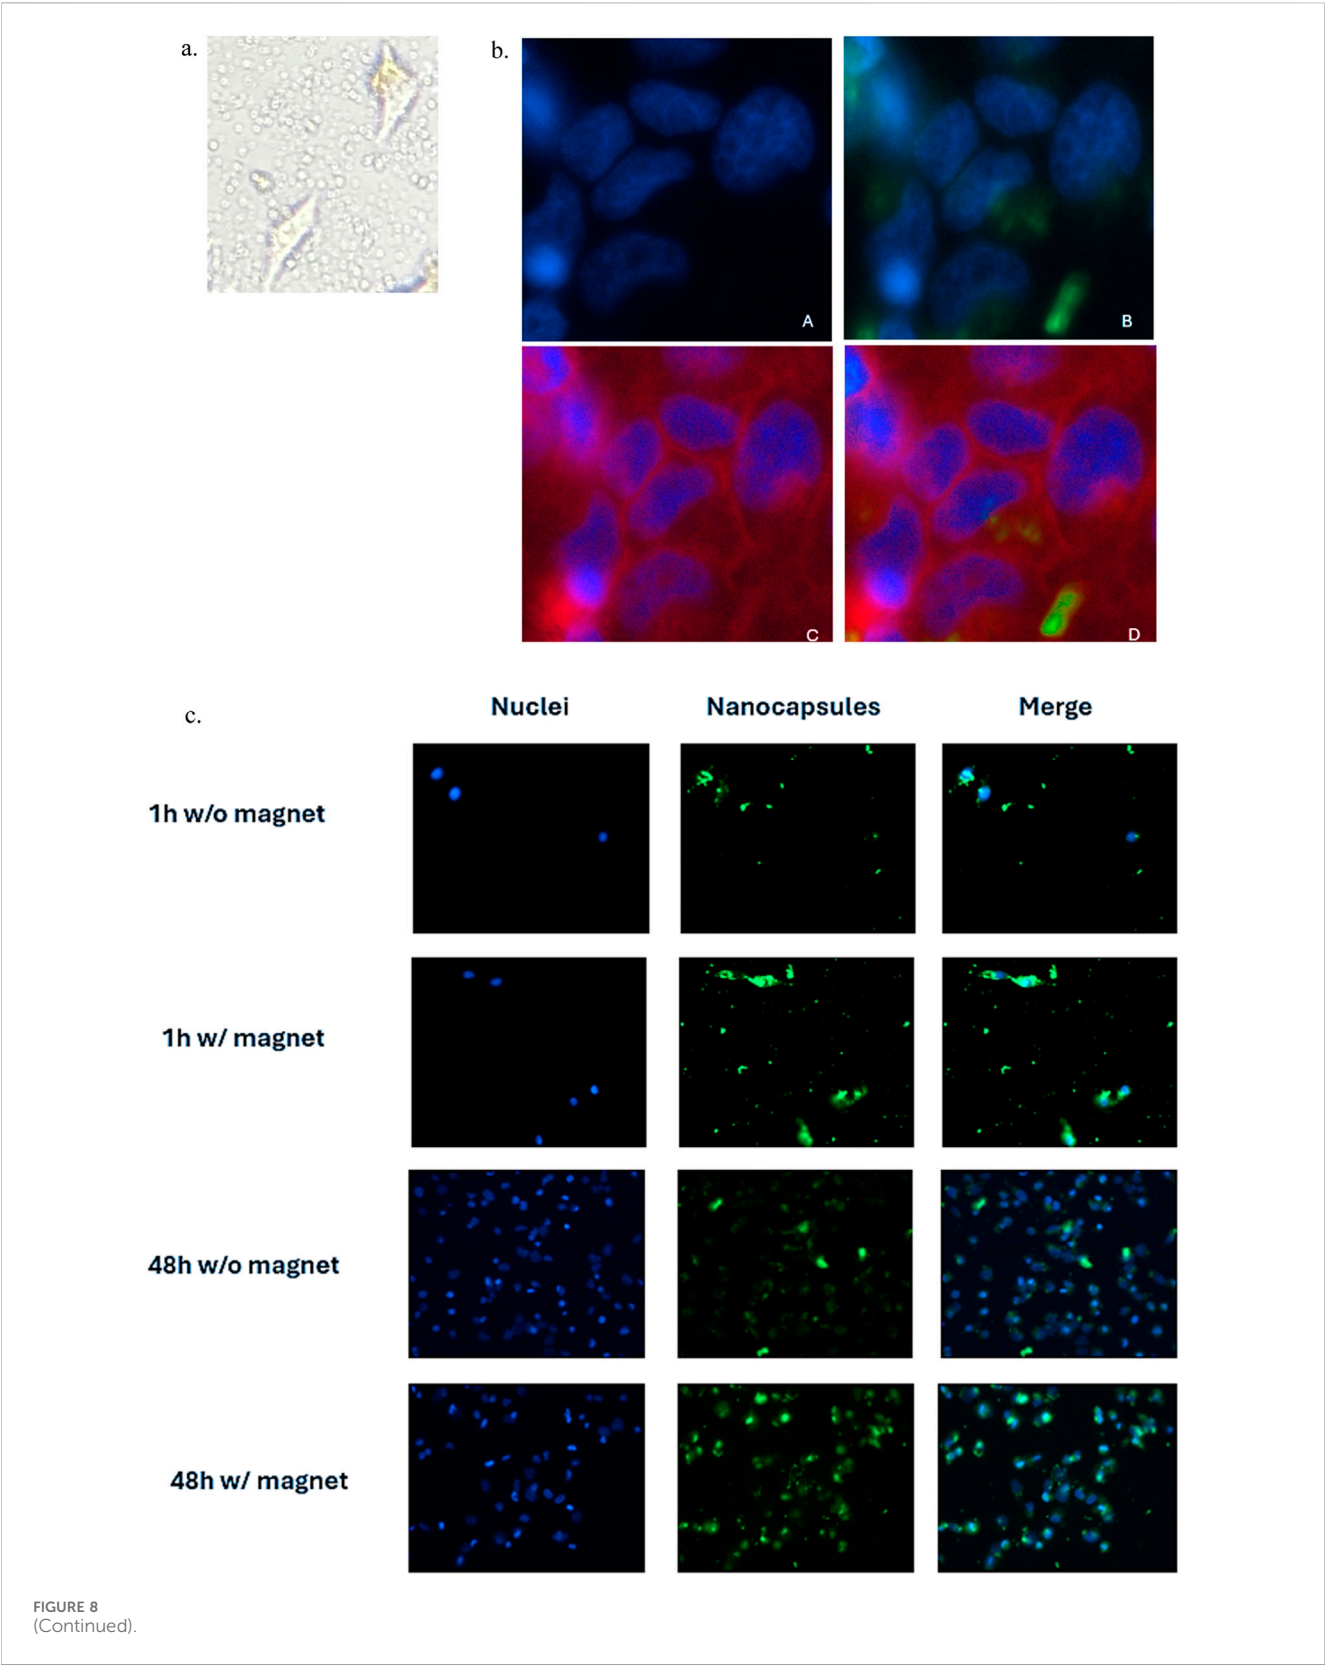 a.
b.
A
B
C
D
c.
Nuclei
Nanocapsules
Merge
1h w/o magnet
1h w/ magnet
48h w/o magnet
48h w/ magnet
FIGURE 8
(Continued).